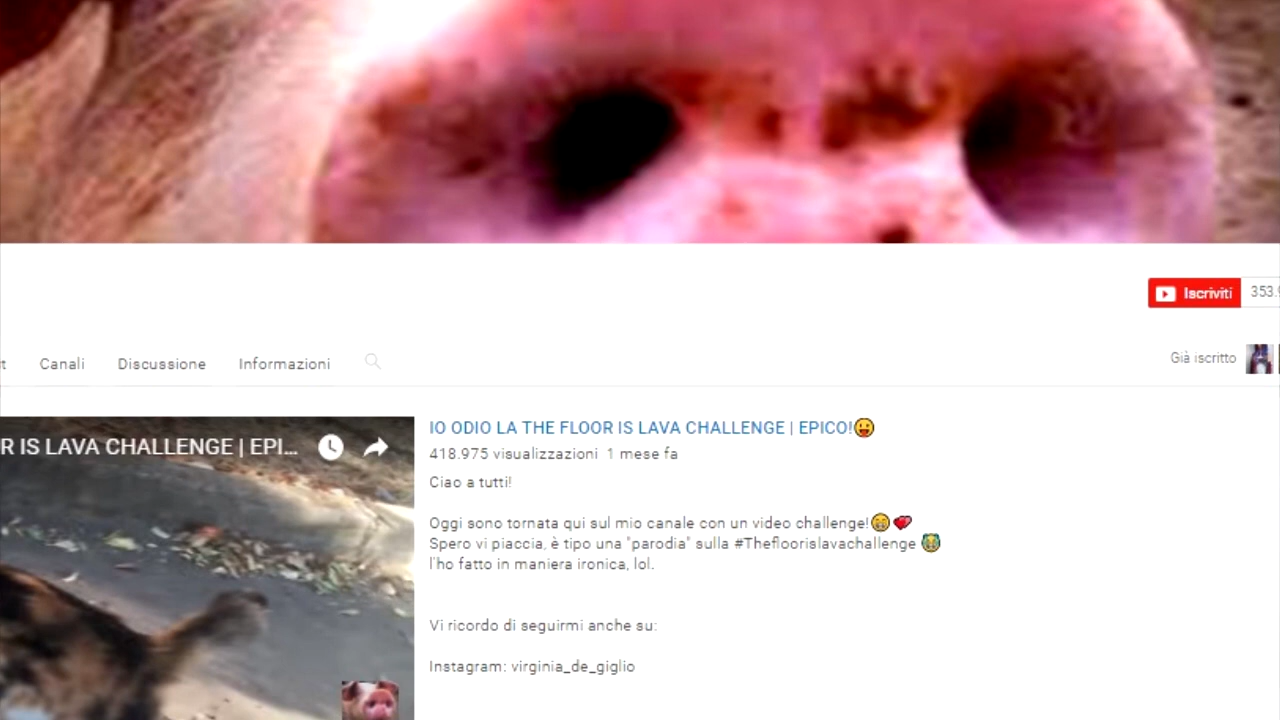 Iscriviti 353.9
t Canali Discussione Informazioni
Già iscritto
R IS LAVA CHALLENGE | EPI...
IO ODIO LA THE FLOOR IS LAVA CHALLENGE | EPICO!😛
418.975 visualizzazioni 1 mese fa
Ciao a tutti!
Oggi sono tornata qui sul mio canale con un video challenge!
Spero vi piaccia, è tipo una "parodia" sulla #Thefloorislavachallenge
l'ho fatto in maniera ironica, lol.
Vi ricordo di seguirmi anche su:
Instagram: virginia_de_giglio